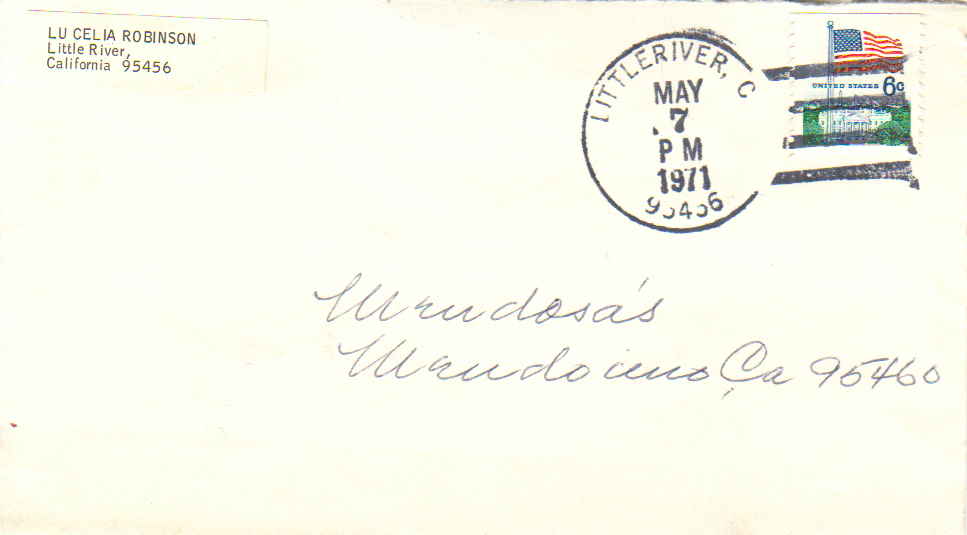 LU CELIA ROBINSON
Little River,
California 95456
LITTLERIVER, C
MAY
7
PM
1971
95456
UNITED STATES 6c
Mendosa's
Mendocino Ca 95460